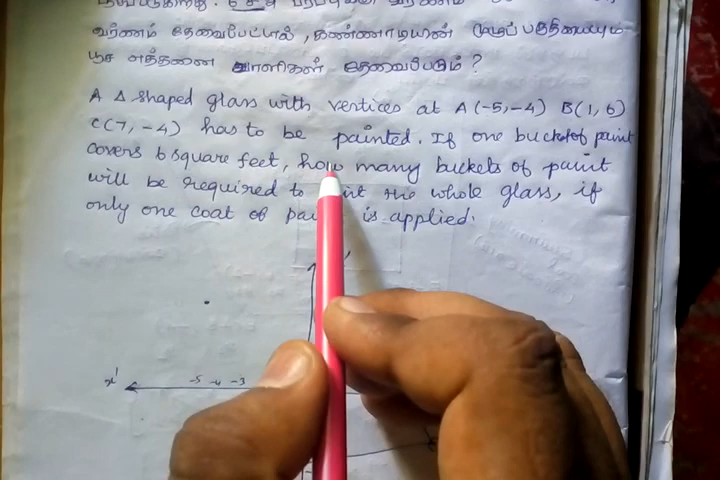 வர்ணம் தேவைபட்டால், கண்ணாடியின் முழுப் பகுதியையும்
பூச எத்தனை வாளிகள் தேவைப்படும்?
A Δ shaped glass with vertices at A(-5,-4) B(1, 6)
C(7, -4) has to be painted. If one bucket of paint
covers 6 square feet, how many buckets of paint
will be required to the whole glass, if
only one coat of is applied.
x' -5 -4 -3